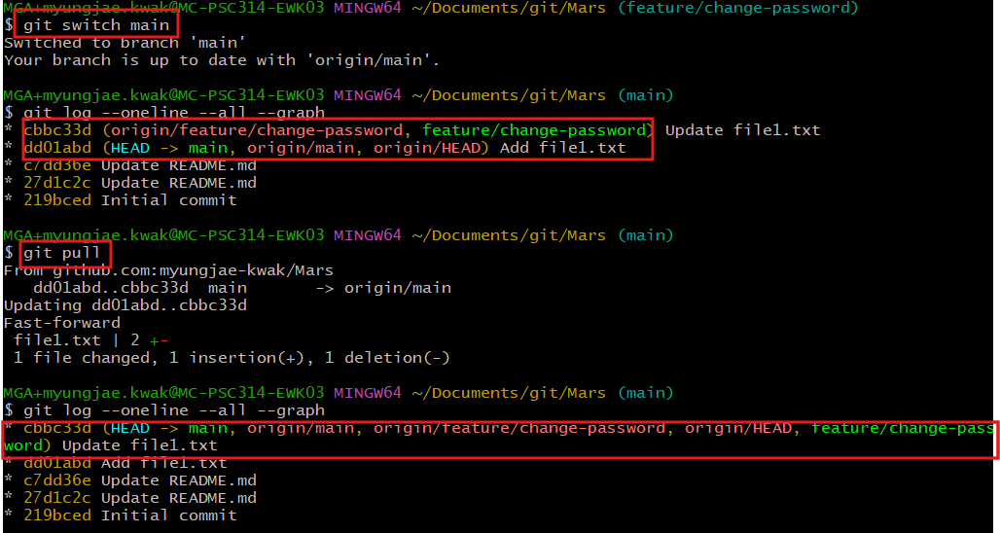 MGA+myungjae.kwak@MC-PSC314-EWK03 MINGW64 ~/Documents/git/Mars (feature/change-password)
$ git switch main
Switched to branch 'main'
Your branch is up to date with 'origin/main'.
MGA+myungjae.kwak@MC-PSC314-EWK03 MINGW64 ~/Documents/git/Mars (main)
$ git log --oneline --all --graph
* cbbc33d (origin/feature/change-password, feature/change-password) Update file1.txt
* dd01abd (HEAD -> main, origin/main, origin/HEAD) Add file1.txt
* c7dd36e Update README.md
* 27d1c2c Update README.md
* 219bced Initial commit
MGA+myungjae.kwak@MC-PSC314-EWK03 MINGW64 ~/Documents/git/Mars (main)
$ git pull
From github.com:myungjae-kwak/Mars
   dd01abd..cbbc33d  main       -> origin/main
Updating dd01abd..cbbc33d
Fast-forward
 file1.txt | 2 +-
 1 file changed, 1 insertion(+), 1 deletion(-)
MGA+myungjae.kwak@MC-PSC314-EWK03 MINGW64 ~/Documents/git/Mars (main)
$ git log --oneline --all --graph
* cbbc33d (HEAD -> main, origin/main, origin/feature/change-password, origin/HEAD, feature/change-pass
word) Update file1.txt
* dd01abd Add file1.txt
* c7dd36e Update README.md
* 27d1c2c Update README.md
* 219bced Initial commit